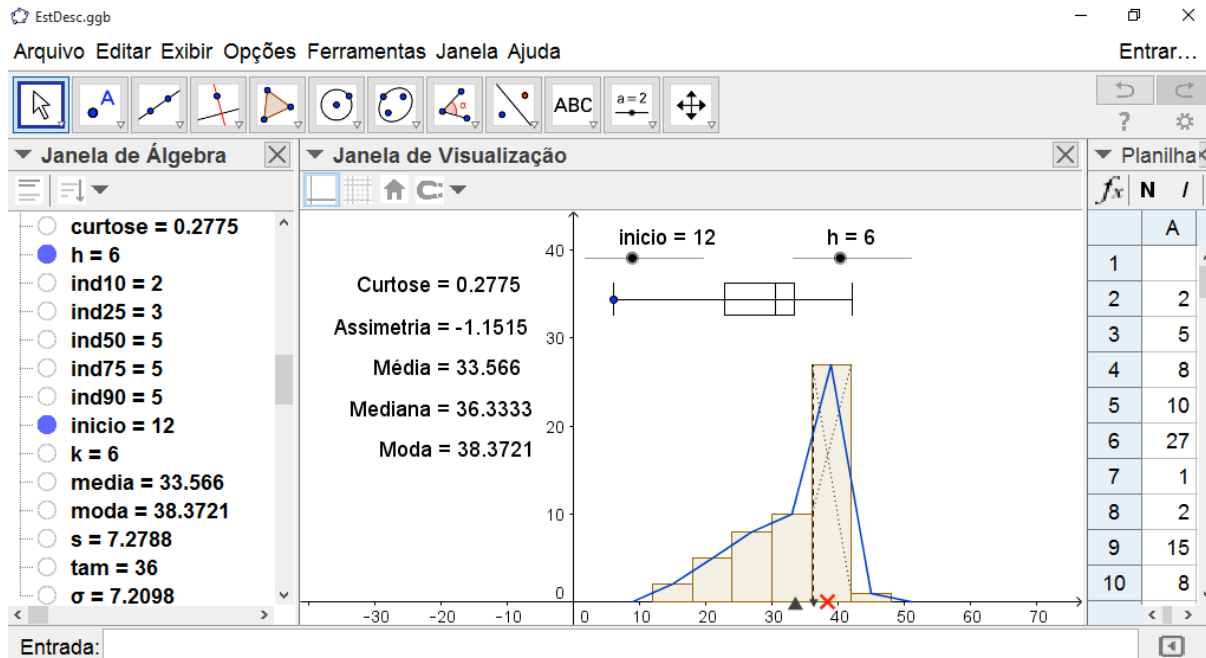 EstDesc.ggb
Arquivo Editar Exibir Opções Ferramentas Janela Ajuda
Entrar...
A
ABC
a = 2
?
Janela de Álgebra
curtose = 0.2775
h = 6
ind10 = 2
ind25 = 3
ind50 = 5
ind75 = 5
ind90 = 5
inicio = 12
k = 6
media = 33.566
moda = 38.3721
s = 7.2788
tam = 36
σ = 7.2098
Janela de Visualização
inicio = 12
h = 6
Curtose = 0.2775
Assimetria = -1.1515
Média = 33.566
Mediana = 36.3333
Moda = 38.3721
40
30
20
10
0
-30 -20 -10 0 10 20 30 40 50 60 70
Planilha
fx N I
A
1
2 2
3 5
4 8
5 10
6 27
7 1
8 2
9 15
10 8
Entrada: